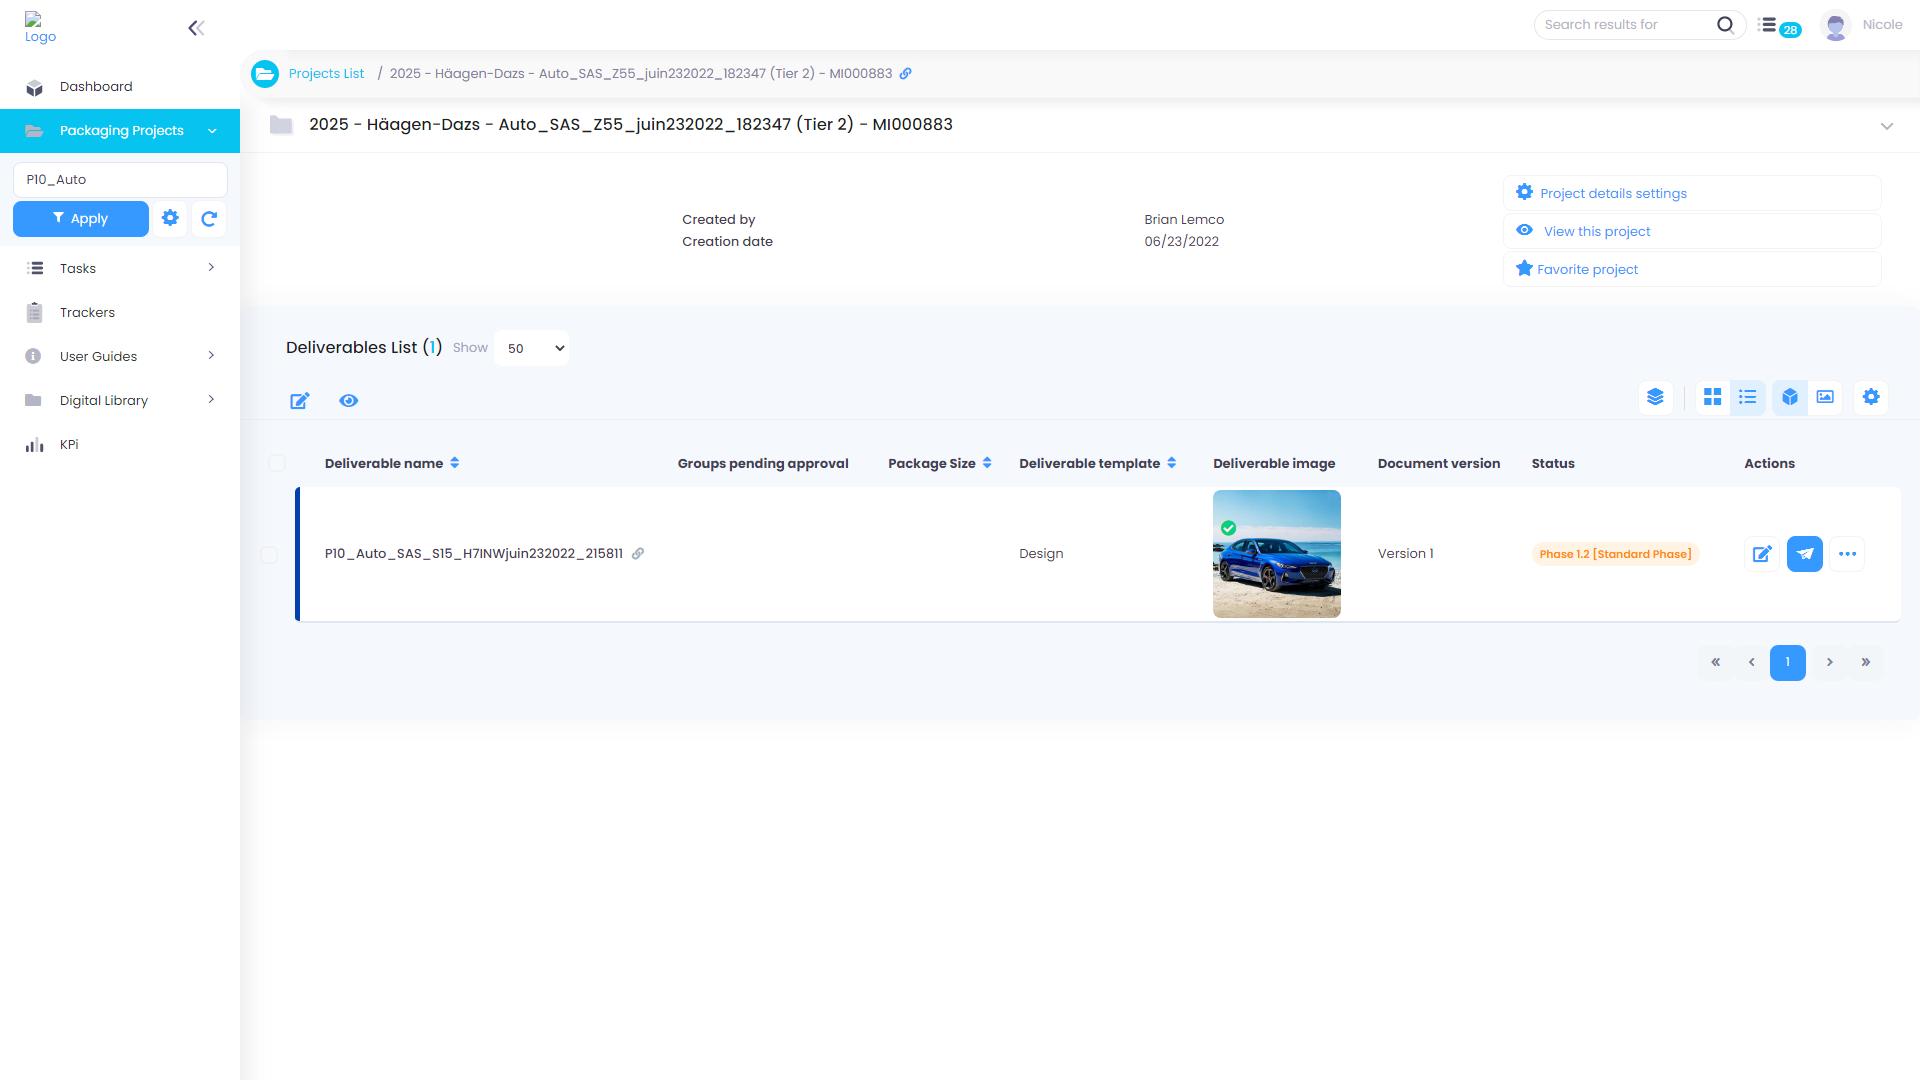 Logo
Search results for
28
Nicole
Projects List / 2025 - Häagen-Dazs - Auto_SAS_Z55_juin232022_182347 (Tier 2) - MI000883
Dashboard
Packaging Projects
P10_Auto
Apply
Tasks
Trackers
User Guides
Digital Library
KPi
2025 - Häagen-Dazs - Auto_SAS_Z55_juin232022_182347 (Tier 2) - MI000883
Created by Brian Lemco
Creation date 06/23/2022
Project details settings
View this project
Favorite project
Deliverables List (1) Show 50
Deliverable name Groups pending approval Package Size Deliverable template Deliverable image Document version Status Actions
P10_Auto_SAS_S15_H7INWjuin232022_215811 Design Version 1 Phase 1.2 [Standard Phase]
« ‹ 1 › »